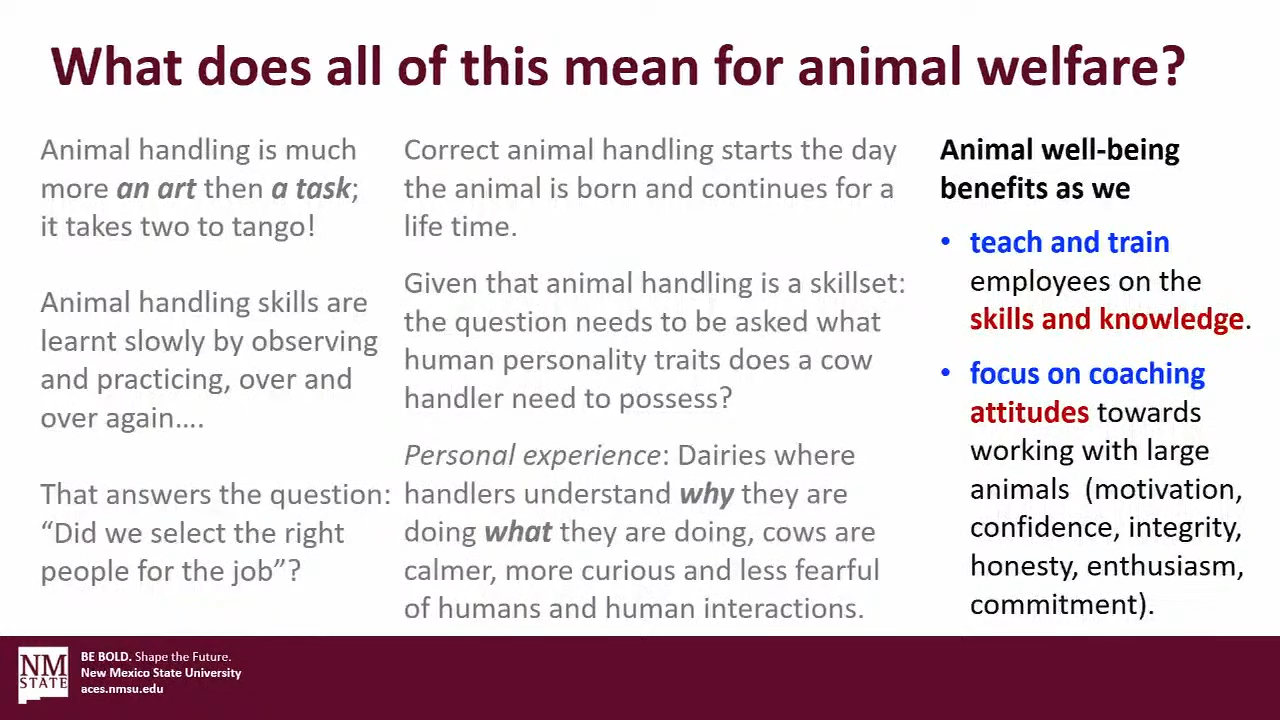 What does all of this mean for animal welfare?
Animal handling is much
more an art then a task;
it takes two to tango!
Animal handling skills are
learnt slowly by observing
and practicing, over and
over again….
That answers the question:
“Did we select the right
people for the job”?
Correct animal handling starts the day
the animal is born and continues for a
life time.
Given that animal handling is a skillset:
the question needs to be asked what
human personality traits does a cow
handler need to possess?
Personal experience: Dairies where
handlers understand why they are
doing what they are doing, cows are
calmer, more curious and less fearful
of humans and human interactions.
Animal well-being
benefits as we
• teach and train
employees on the
skills and knowledge.
• focus on coaching
attitudes towards
working with large
animals  (motivation,
confidence, integrity,
honesty, enthusiasm,
commitment).
NM
STATE
BE BOLD. Shape the Future.
New Mexico State University
aces.nmsu.edu